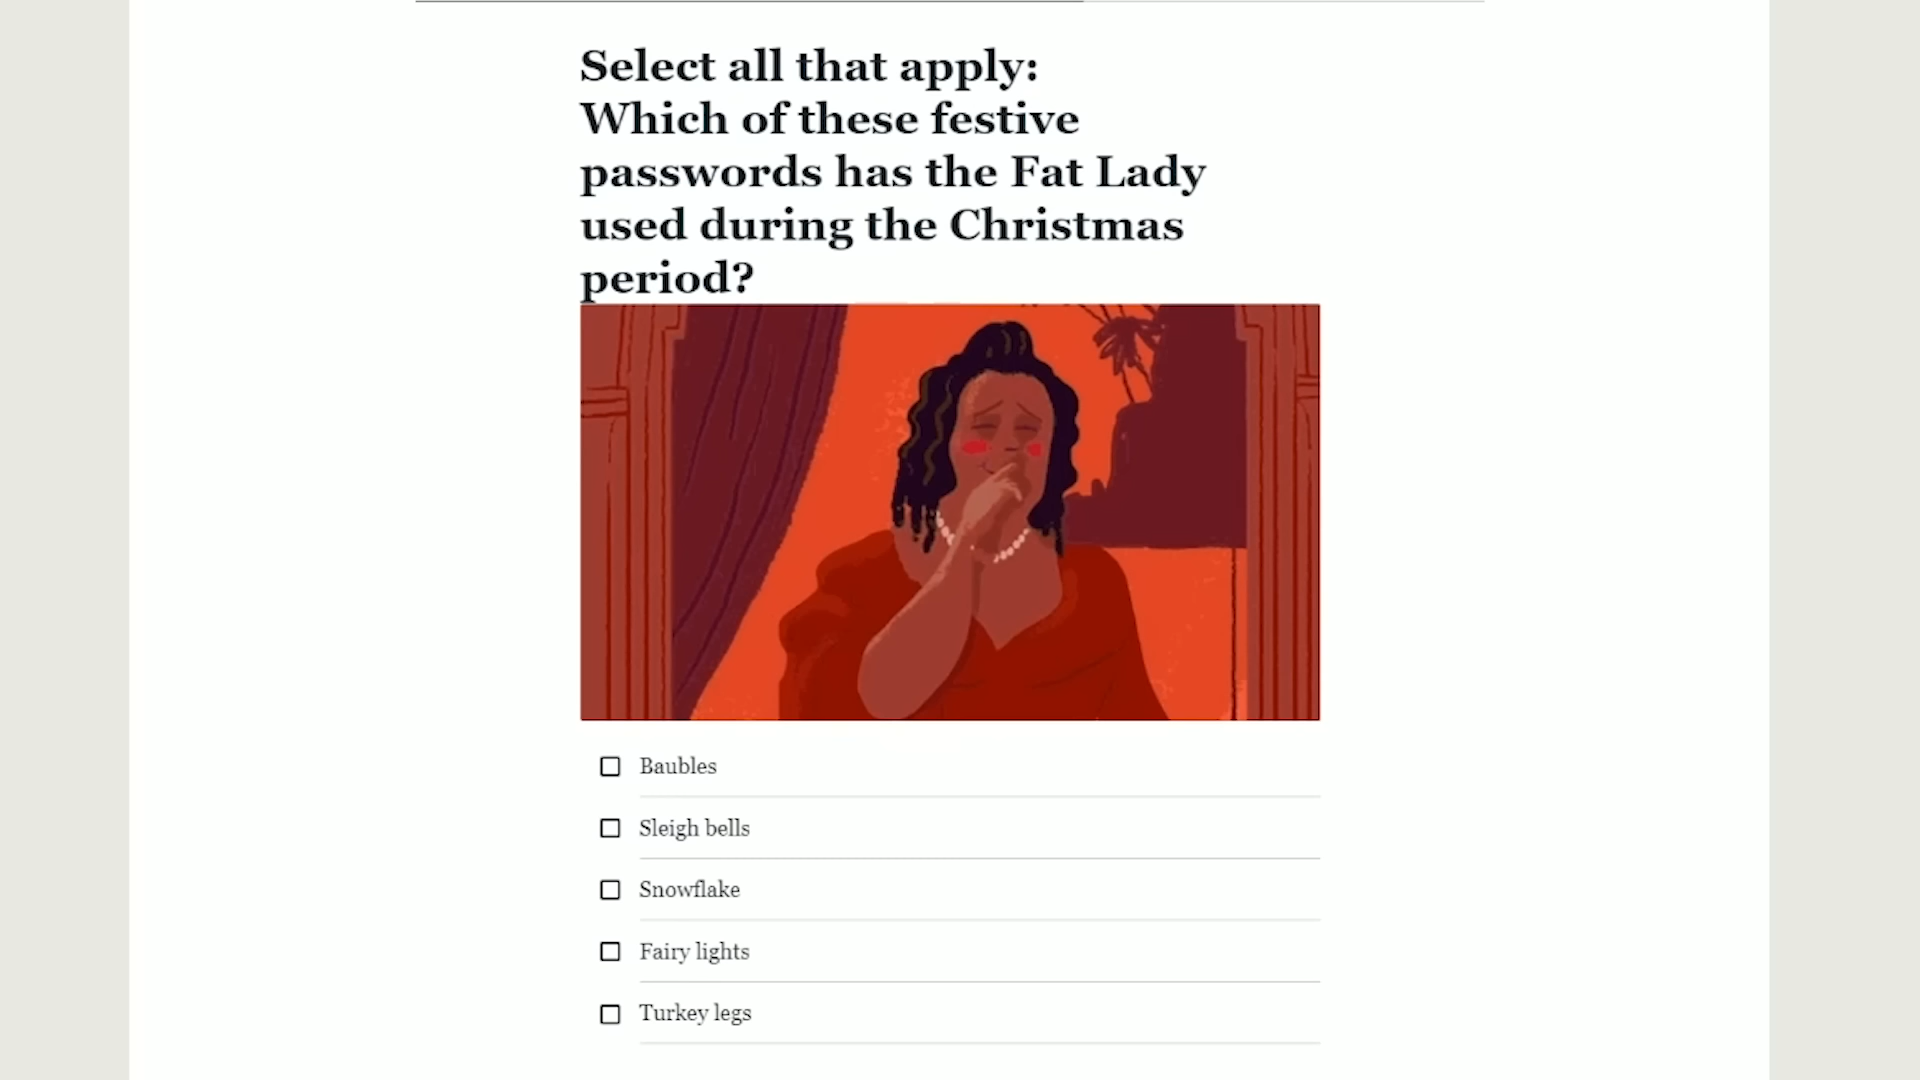 Select all that apply:
Which of these festive
passwords has the Fat Lady
used during the Christmas
period?
Baubles
Sleigh bells
Snowflake
Fairy lights
Turkey legs